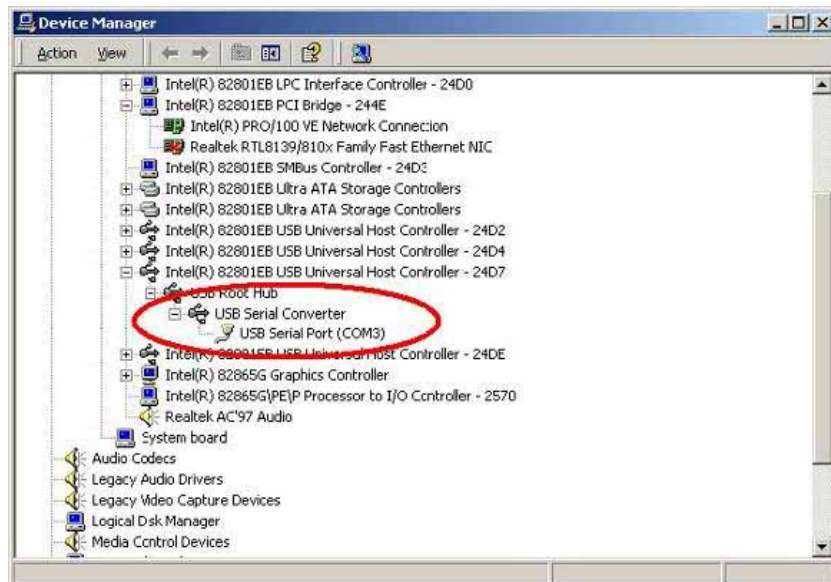 Device Manager
Action View
Intel(R) 82801EB LPC Interface Controller - 24D0
Intel(R) 82801EB PCI Bridge - 244E
Intel(R) PRO/100 VE Network Connection
Realtek RTL8139/810x Family Fast Ethernet NIC
Intel(R) 82801EB SMBus Controller - 24D3
Intel(R) 82801EB Ultra ATA Storage Controllers
Intel(R) 82801EB Ultra ATA Storage Controllers
Intel(R) 82801EB USB Universal Host Controller - 24D2
Intel(R) 82801EB USB Universal Host Controller - 24D4
Intel(R) 82801EB USB Universal Host Controller - 24D7
USB Root Hub
USB Serial Converter
USB Serial Port (COM3)
Intel(R) 82801EB USB Universal Host Controller - 24DE
Intel(R) 82865G Graphics Controller
Intel(R) 82865G\PE\P Processor to I/O Controller - 2570
Realtek AC'97 Audio
System board
Audio Codecs
Legacy Audio Drivers
Legacy Video Capture Devices
Logical Disk Manager
Media Control Devices